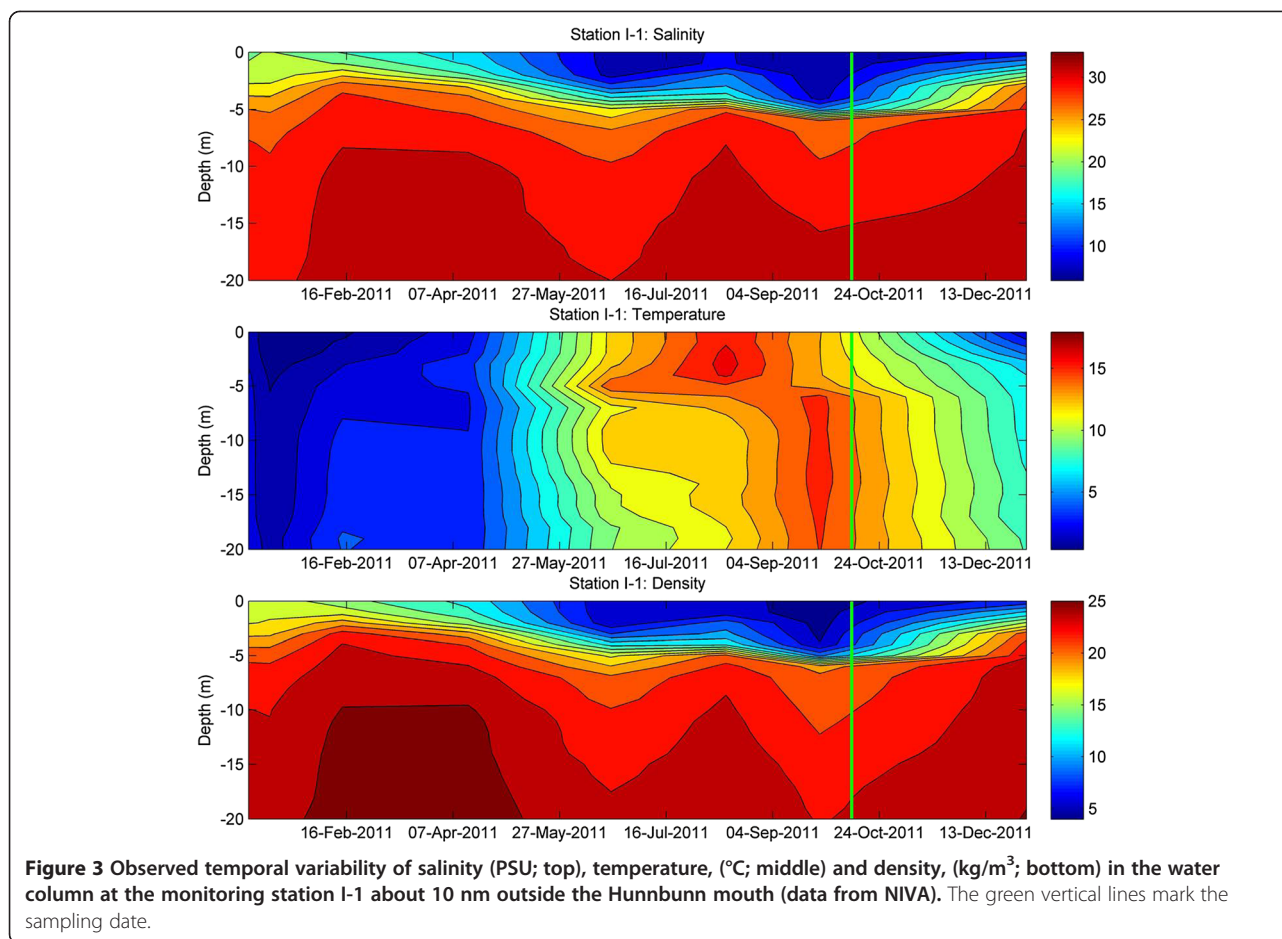 Station I-1: Salinity
Depth (m)
0
-5
-10
-15
-20
16-Feb-2011 07-Apr-2011 27-May-2011 16-Jul-2011 04-Sep-2011 24-Oct-2011 13-Dec-2011
30
25
20
15
10
Station I-1: Temperature
Depth (m)
0
-5
-10
-15
-20
16-Feb-2011 07-Apr-2011 27-May-2011 16-Jul-2011 04-Sep-2011 24-Oct-2011 13-Dec-2011
15
10
5
Station I-1: Density
Depth (m)
0
-5
-10
-15
-20
16-Feb-2011 07-Apr-2011 27-May-2011 16-Jul-2011 04-Sep-2011 24-Oct-2011 13-Dec-2011
25
20
15
10
5
Figure 3 Observed temporal variability of salinity (PSU; top), temperature, (°C; middle) and density, (kg/m³; bottom) in the water
column at the monitoring station I-1 about 10 nm outside the Hunnbunn mouth (data from NIVA). The green vertical lines mark the
sampling date.